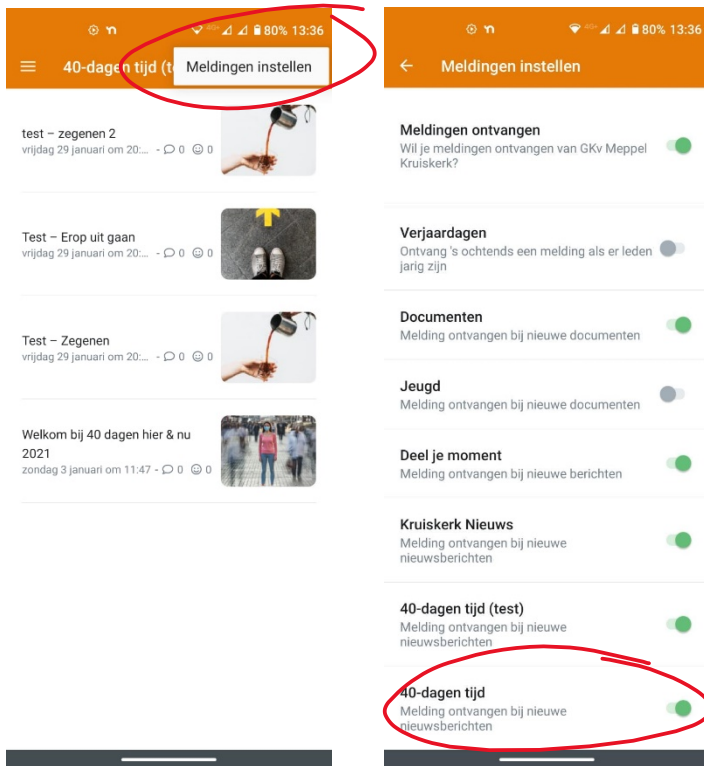 80% 13:36
40-dagen tijd (t
Meldingen instellen
test – zegenen 2
vrijdag 29 januari om 20:... - 0 0
Test – Erop uit gaan
vrijdag 29 januari om 20:... - 0 0
Test – Zegenen
vrijdag 29 januari om 20:... - 0 0
Welkom bij 40 dagen hier & nu
2021
zondag 3 januari om 11:47 - 0 0
4G+ 80% 13:36
Meldingen instellen
Meldingen ontvangen
Wil je meldingen ontvangen van GKv Meppel
Kruiskerk?
Verjaardagen
Ontvang 's ochtends een melding als er leden
jarig zijn
Documenten
Melding ontvangen bij nieuwe documenten
Jeugd
Melding ontvangen bij nieuwe documenten
Deel je moment
Melding ontvangen bij nieuwe berichten
Kruiskerk Nieuws
Melding ontvangen bij nieuwe
nieuwsberichten
40-dagen tijd (test)
Melding ontvangen bij nieuwe
nieuwsberichten
40-dagen tijd
Melding ontvangen bij nieuwe
nieuwsberichten